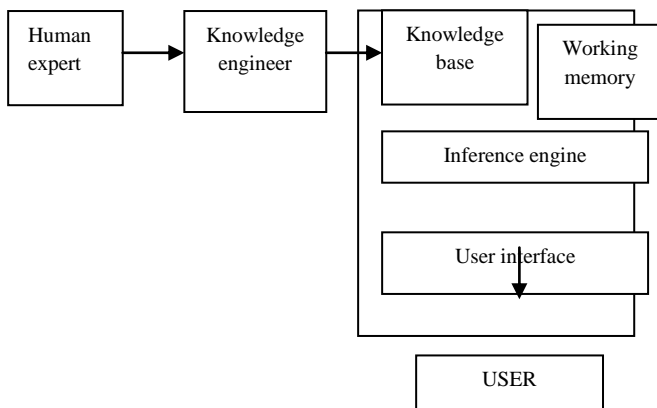 Human
expert
Knowledge
engineer
Knowledge
base
Working
memory
Inference engine
User interface
USER